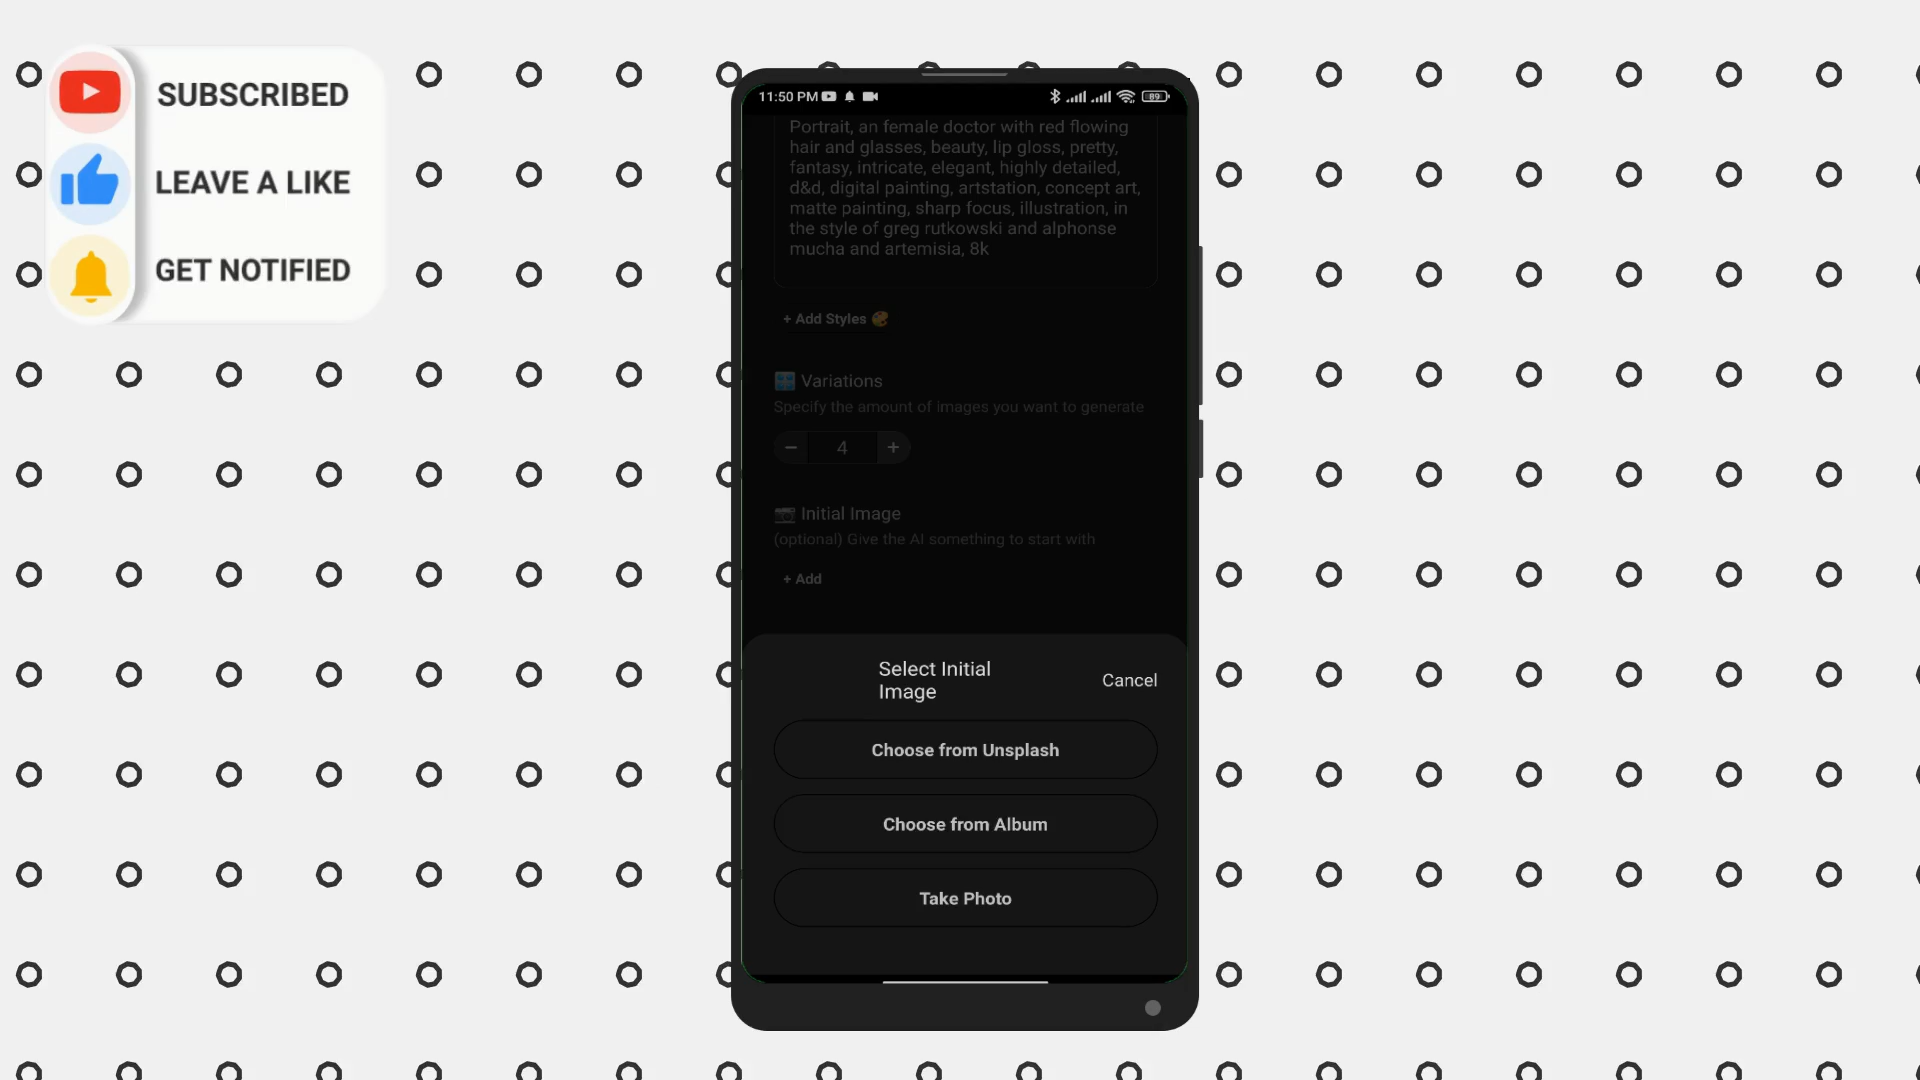 SUBSCRIBED
LEAVE A LIKE
GET NOTIFIED
11:50 PM
89
Portrait, an female doctor with red flowing
hair and glasses, beauty, lip gloss, pretty,
fantasy, intricate, elegant, highly detailed,
d&d, digital painting, artstation, concept art,
matte painting, sharp focus, illustration, in
the style of greg rutkowski and alphonse
mucha and artemisia, 8k
+ Add Styles 🎨
Variations
Specify the amount of images you want to generate
− 4 +
Initial Image
(optional) Give the AI something to start with
+ Add
Select Initial
Image
Cancel
Choose from Unsplash
Choose from Album
Take Photo